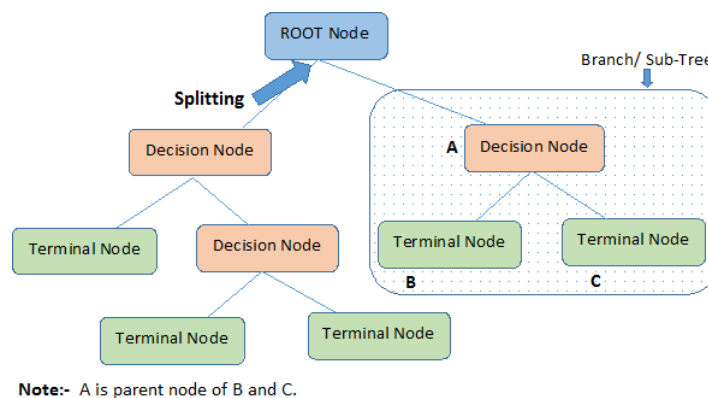 ROOT Node
Branch/ Sub-Tree
Splitting
Decision Node
A
Decision Node
Terminal Node
Decision Node
Terminal Node
Terminal Node
B
C
Terminal Node
Terminal Node
Note:- A is parent node of B and C.